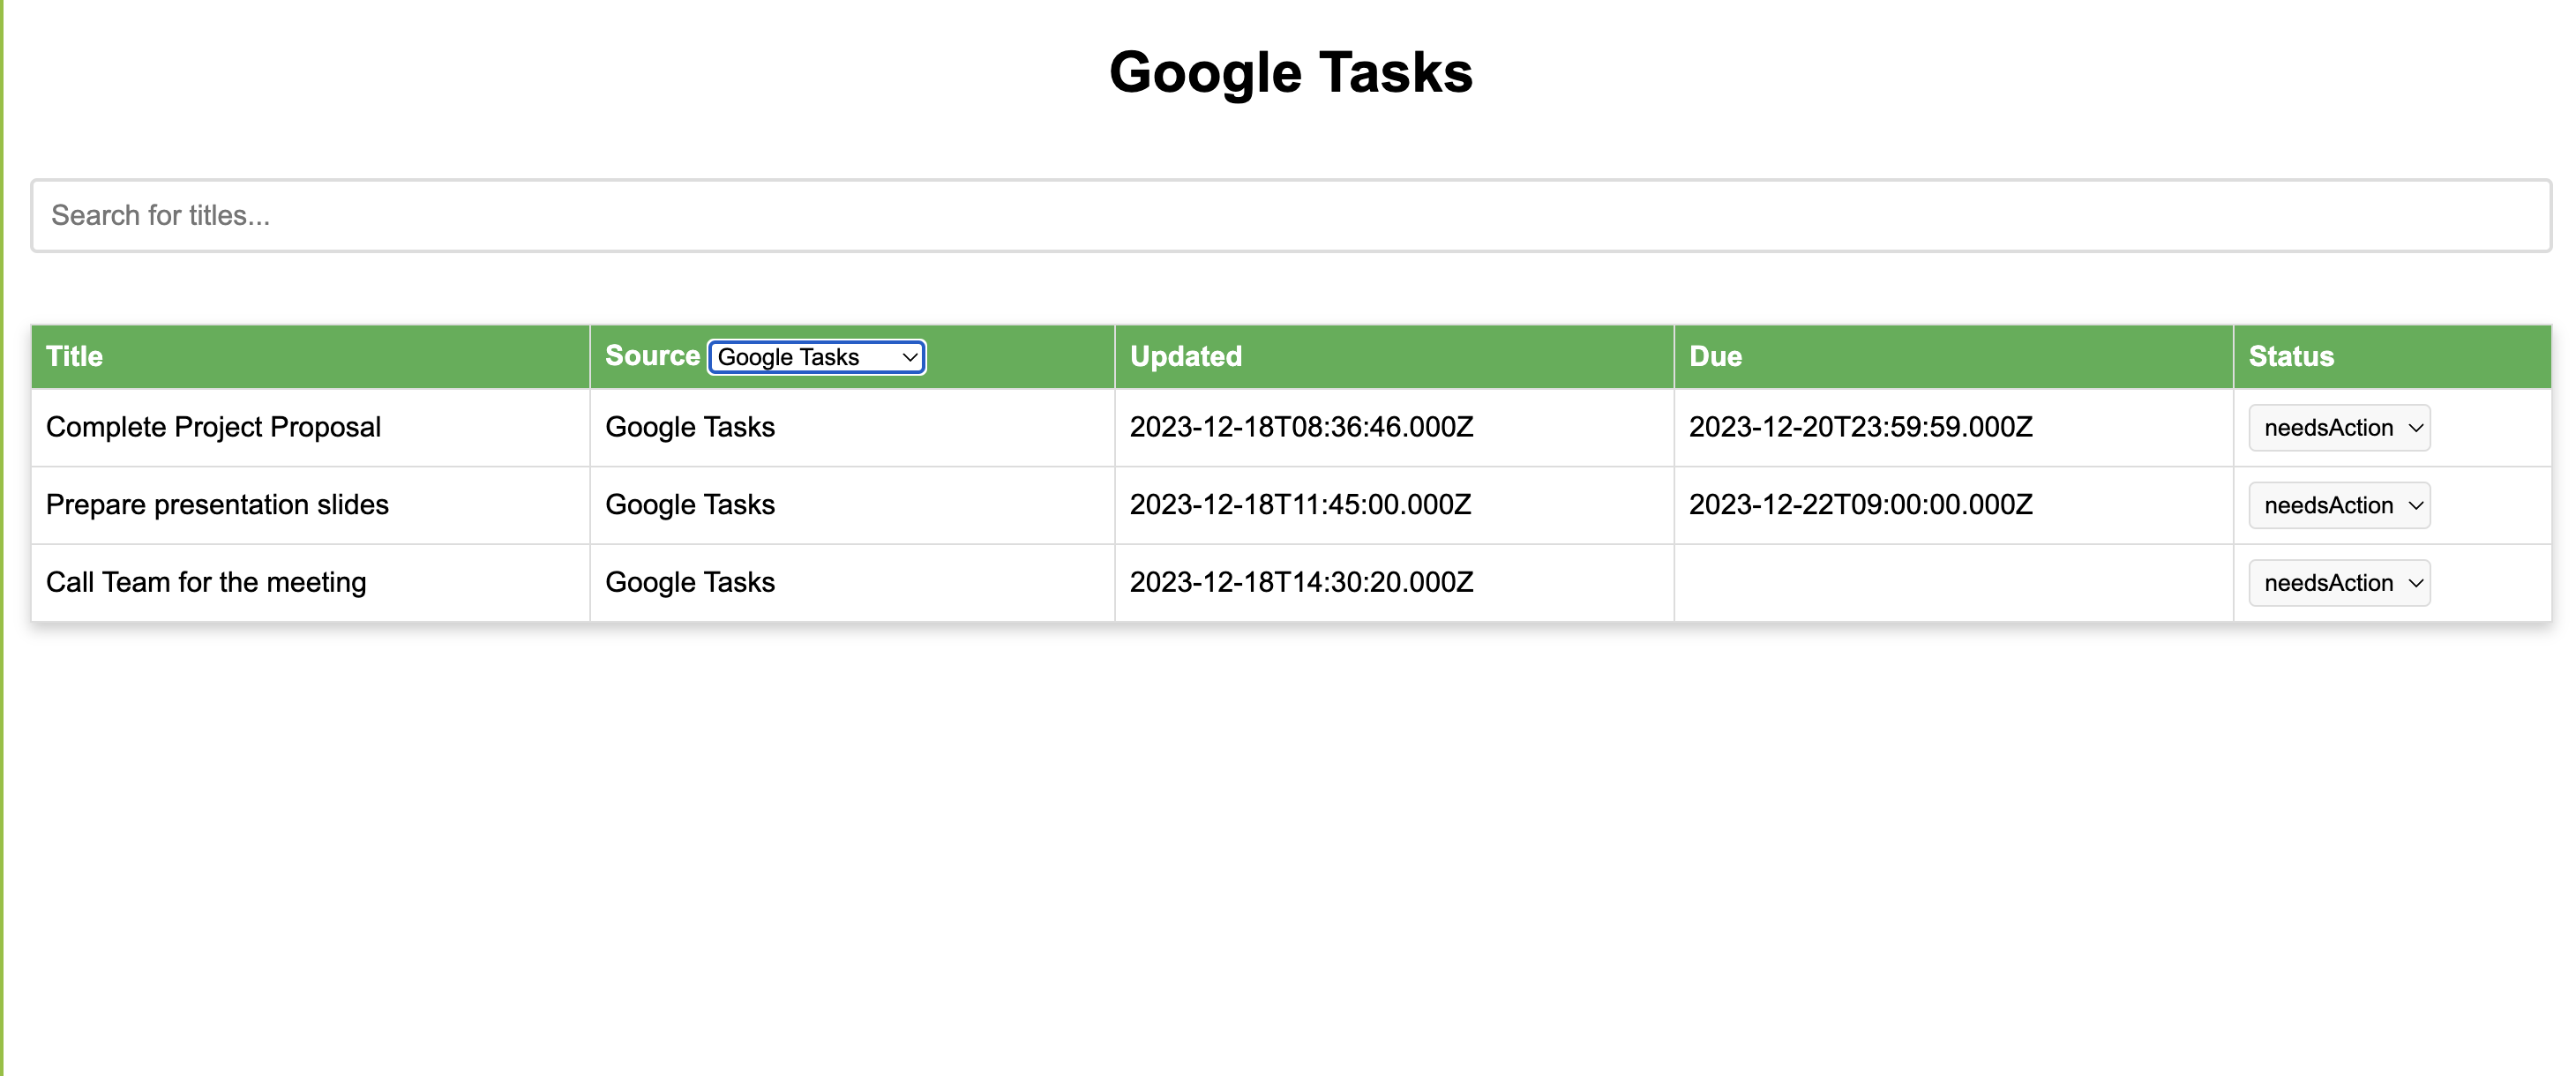 Google Tasks
Search for titles...
Title Source Google Tasks Updated Due Status
Complete Project Proposal Google Tasks 2023-12-18T08:36:46.000Z 2023-12-20T23:59:59.000Z needsAction
Prepare presentation slides Google Tasks 2023-12-18T11:45:00.000Z 2023-12-22T09:00:00.000Z needsAction
Call Team for the meeting Google Tasks 2023-12-18T14:30:20.000Z needsAction